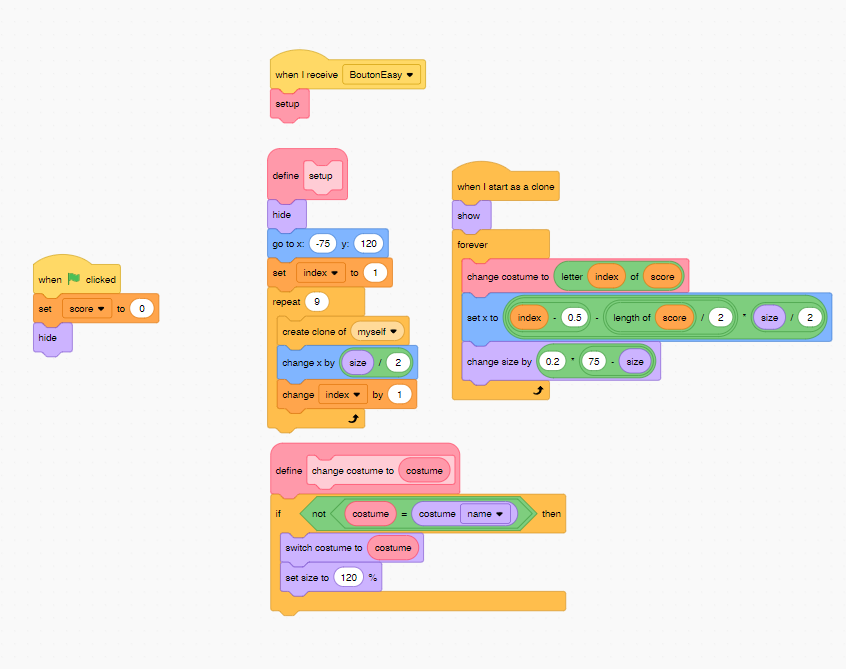 when I receive BoutonEasy
setup
define setup
hide
go to x: -75 y: 120
set index to 1
repeat 9
create clone of myself
change x by size / 2
change index by 1
when I start as a clone
show
forever
change costume to letter index of score
set x to index - 0.5 - length of score / 2 * size / 2
change size by 0.2 * 75 - size
when clicked
set score to 0
hide
define change costume to costume
if not costume = costume name then
switch costume to costume
set size to 120 %